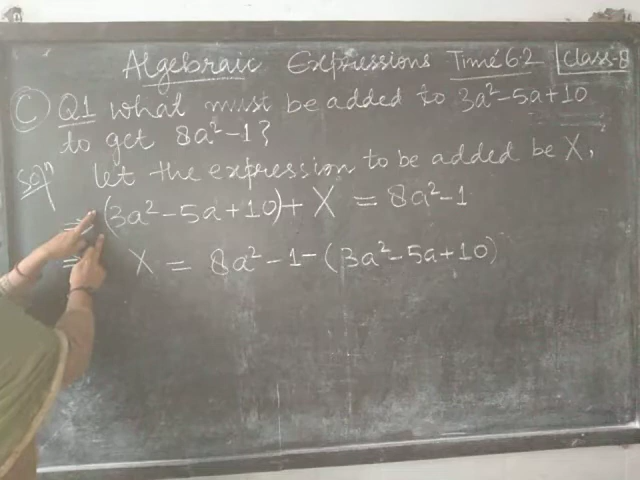 Algebraic Expressions Time 6.2 Class-8
C Q1 What must be added to 3a²-5a+10
to get 8a²-1?
Solⁿ Let the expression to be added be X,
⇒ (3a²-5a+10)+ X = 8a²-1
⇒ X = 8a²-1-(3a²-5a+10)